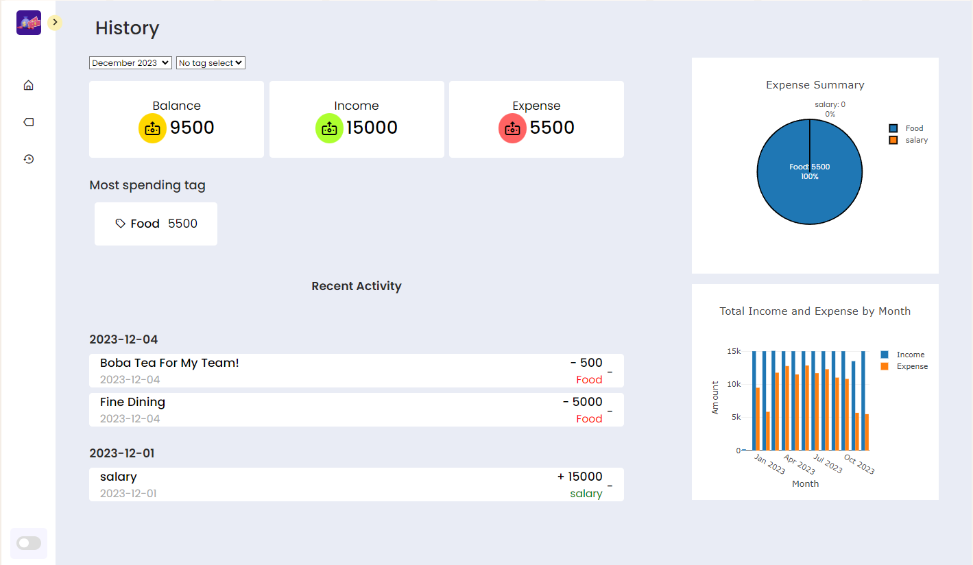 History
December 2023
No tag select
Balance
9500
Income
15000
Expense
5500
Most spending tag
Food 5500
Recent Activity
2023-12-04
Boba Tea For My Team!
- 500
2023-12-04
Food
-
Fine Dining
- 5000
2023-12-04
Food
-
2023-12-01
salary
+ 15000
2023-12-01
salary
-
Expense Summary
salary: 0
0%
Food: 5500
100%
Food
salary
Total Income and Expense by Month
15k
10k
5k
0
Amount
Jan 2023
Apr 2023
Jul 2023
Oct 2023
Month
Income
Expense